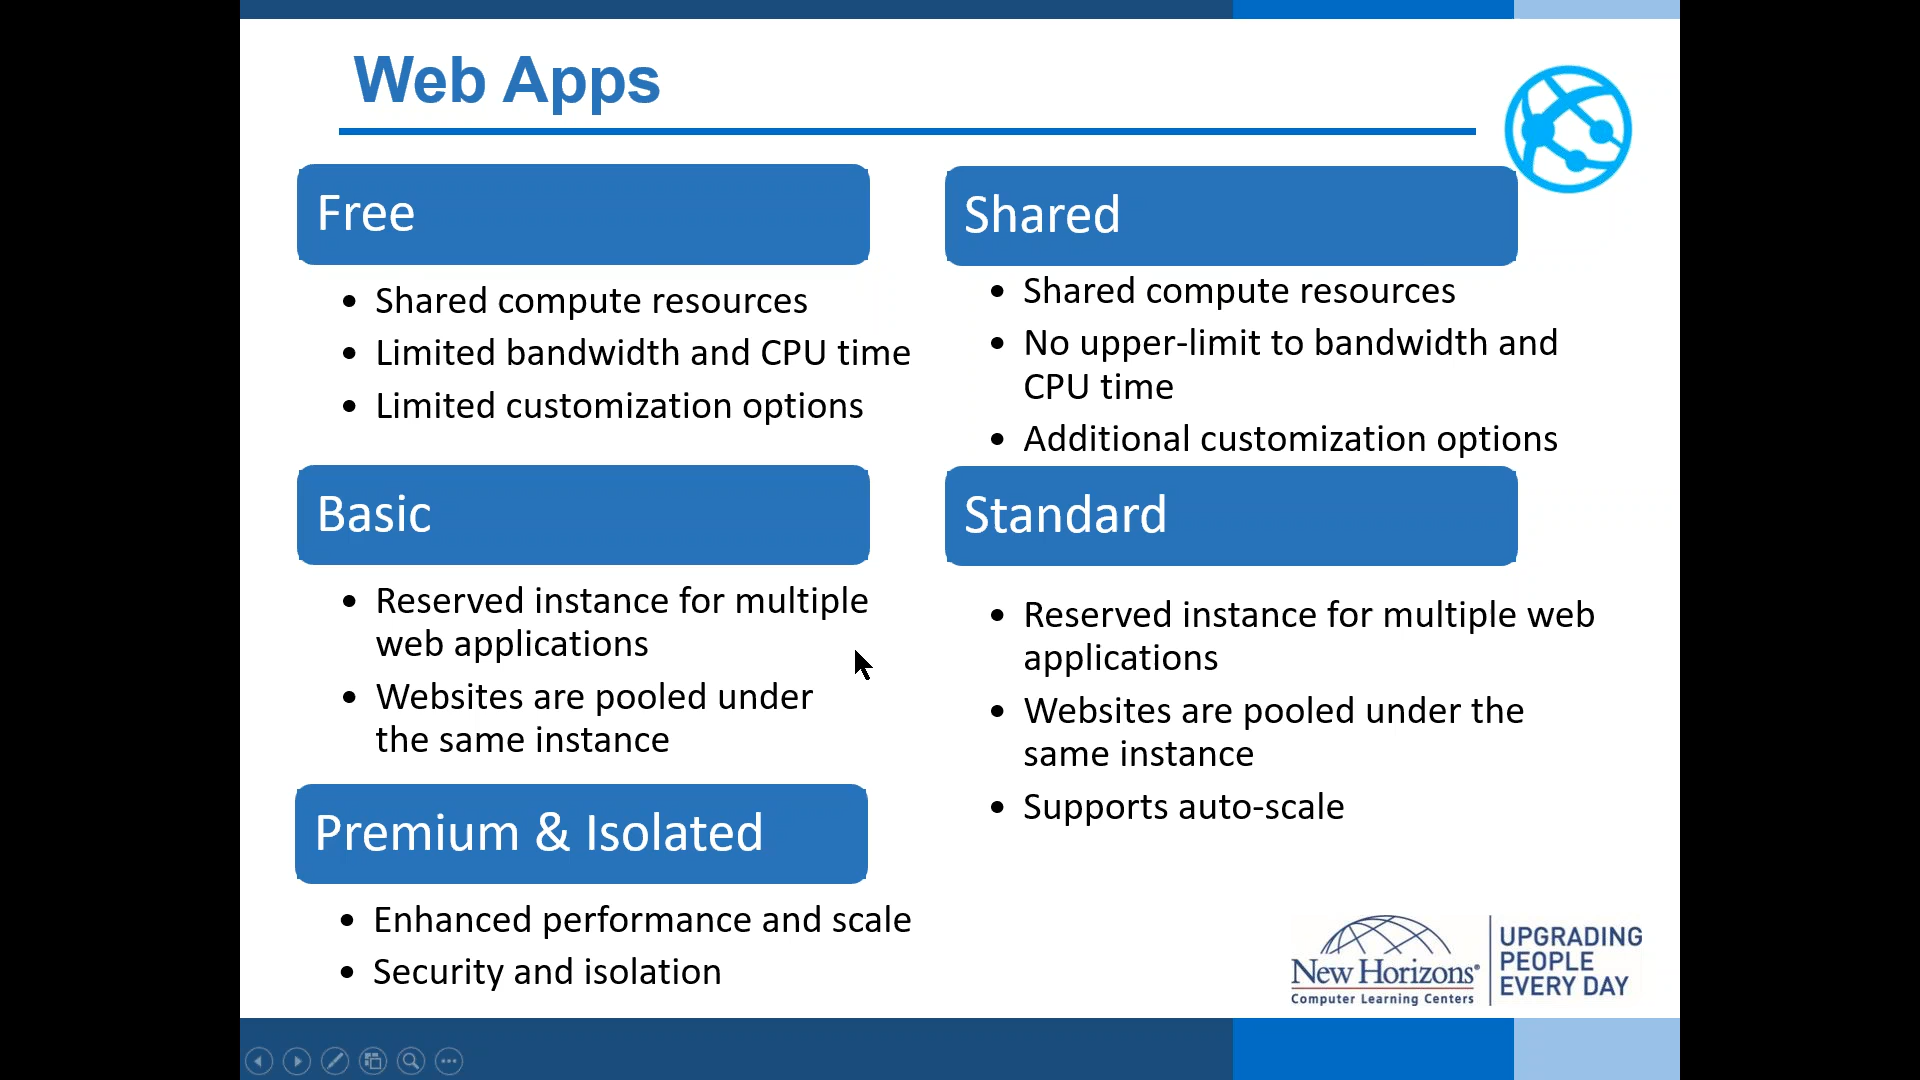 Web Apps
Free
• Shared compute resources
• Limited bandwidth and CPU time
• Limited customization options
Shared
• Shared compute resources
• No upper-limit to bandwidth and
CPU time
• Additional customization options
Basic
• Reserved instance for multiple
web applications
• Websites are pooled under
the same instance
Standard
• Reserved instance for multiple web
applications
• Websites are pooled under the
same instance
• Supports auto-scale
Premium & Isolated
• Enhanced performance and scale
• Security and isolation
New Horizons®
Computer Learning Centers
UPGRADING
PEOPLE
EVERY DAY